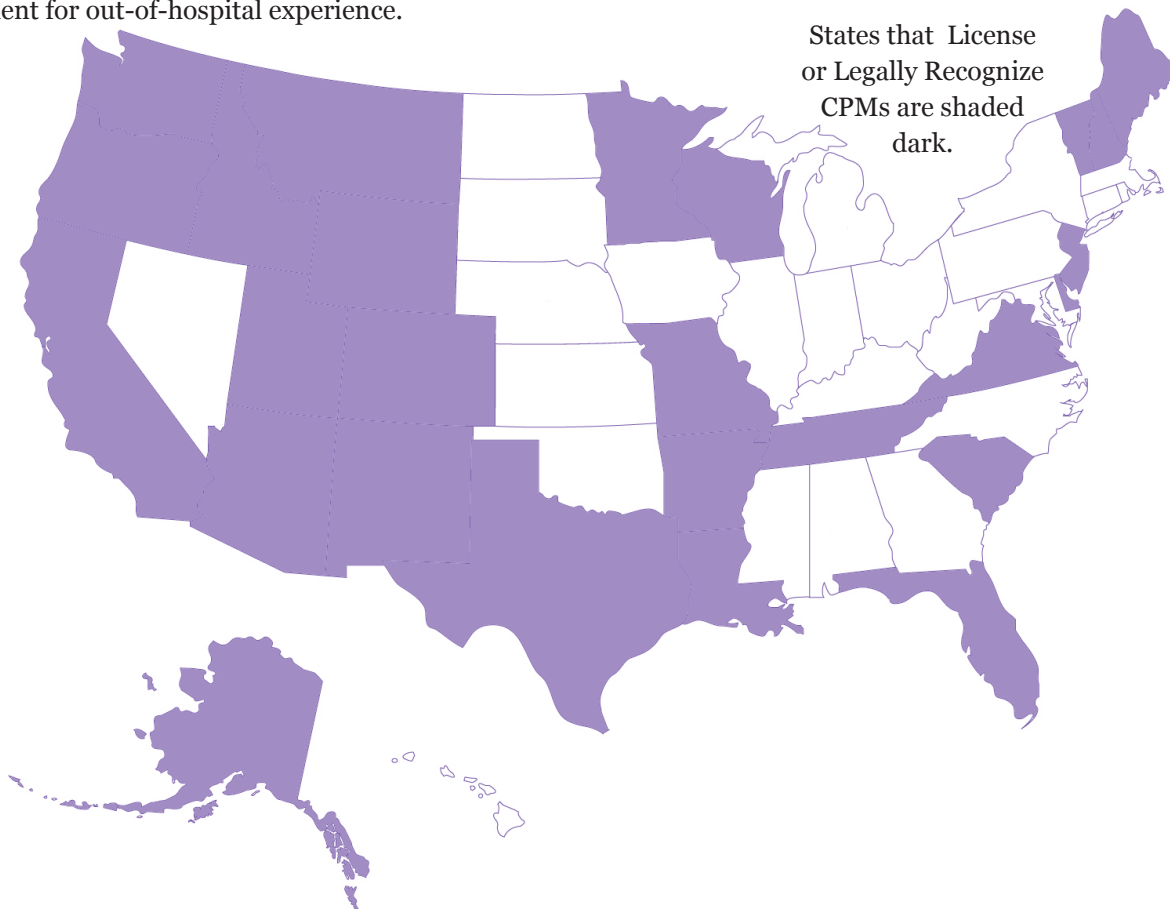 ent for out-of-hospital experience.
States that License
or Legally Recognize
CPMs are shaded
dark.